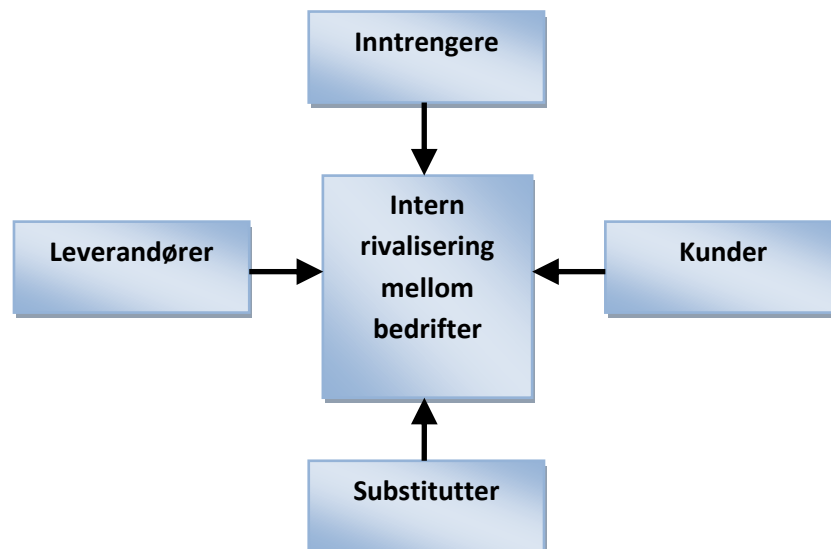 Inntrengere
Leverandører
Intern
rivalisering
mellom
bedrifter
Kunder
Substitutter